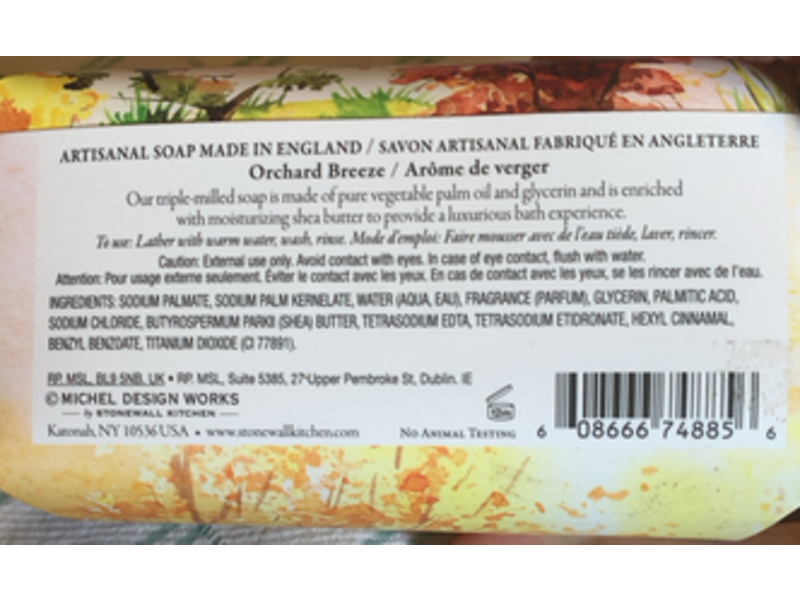 ARTISANAL SOAP MADE IN ENGLAND / SAVON ARTISANAL FABRIQUÉ EN ANGLETERRE
Orchard Breeze / Arôme de verger
Our triple-milled soap is made of pure vegetable palm oil and glycerin and is enriched
with moisturizing shea butter to provide a luxurious bath experience.
To use: Lather with warm water, wash, rinse. Mode d'emploi: Faire mousser avec de l'eau tiède, laver, rincer.
Caution: External use only. Avoid contact with eyes. In case of eye contact, flush with water.
Attention: Pour usage externe seulement. Éviter le contact avec les yeux. En cas de contact avec les yeux, se les rincer avec de l'eau.
INGREDIENTS: SODIUM PALMATE, SODIUM PALM KERNELATE, WATER (AQUA, EAU), FRAGRANCE (PARFUM), GLYCERIN, PALMITIC ACID,
SODIUM CHLORIDE, BUTYROSPERMUM PARKII (SHEA) BUTTER, TETRASODIUM EDTA, TETRASODIUM ETIDRONATE, HEXYL CINNAMAL,
BENZYL BENZOATE, TITANIUM DIOXIDE (CI 77891).
RP. MSL, BL9 5NB, UK • RP. MSL, Suite 5385, 27 Upper Pembroke St, Dublin. IE
© MICHEL DESIGN WORKS
by STONEWALL KITCHEN
Katonah, NY 10536 USA • www.stonewallkitchen.com
NO ANIMAL TESTING
12m
6 08666 74885 6